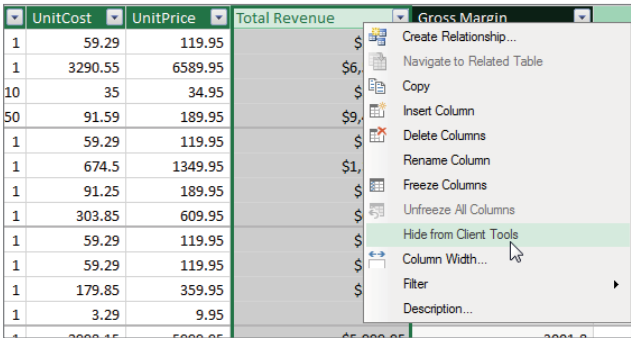 UnitCost UnitPrice Total Revenue Gross Margin
1 59.29 119.95 $
1 3290.55 6589.95 $6,
10 35 34.95 $
50 91.59 189.95 $9,
1 59.29 119.95 $
1 674.5 1349.95 $1,
1 91.25 189.95 $
1 303.85 609.95 $
1 59.29 119.95 $
1 59.29 119.95 $
1 179.85 359.95 $
1 3.29 9.95
Create Relationship...
Navigate to Related Table
Copy
Insert Column
Delete Columns
Rename Column
Freeze Columns
Unfreeze All Columns
Hide from Client Tools
Column Width...
Filter
Description...